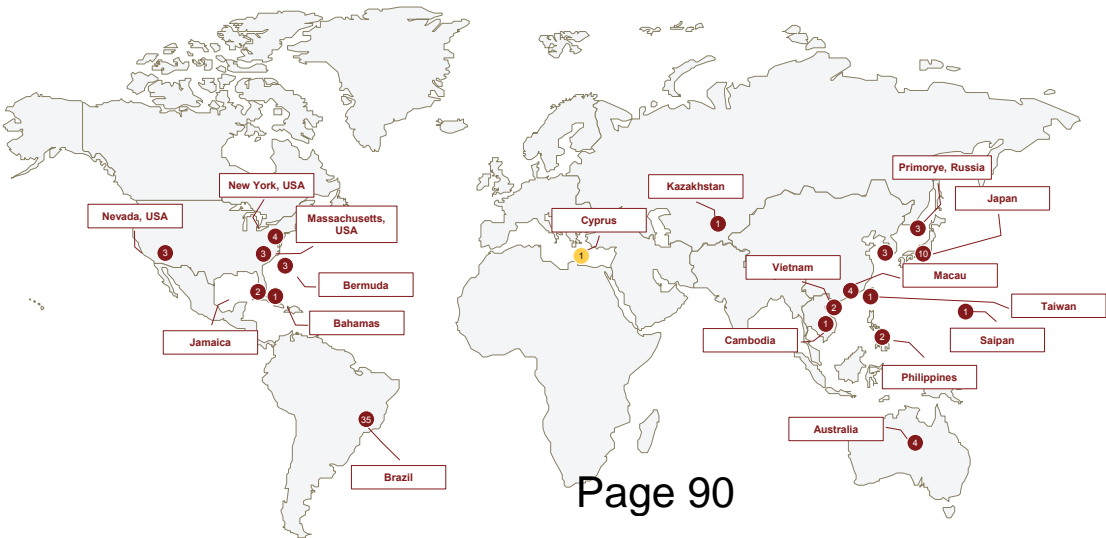 Primorye, Russia
Kazakhstan
New York, USA
Japan
Nevada, USA
Massachusetts,
USA
Cyprus
1
3
10
4
3
3
3
1
3
Vietnam
Macau
Bermuda
2
1
4
1
2
1
1
Taiwan
Bahamas
Jamaica
Cambodia
2
Saipan
Philippines
35
Australia
4
Brazil
Page 90